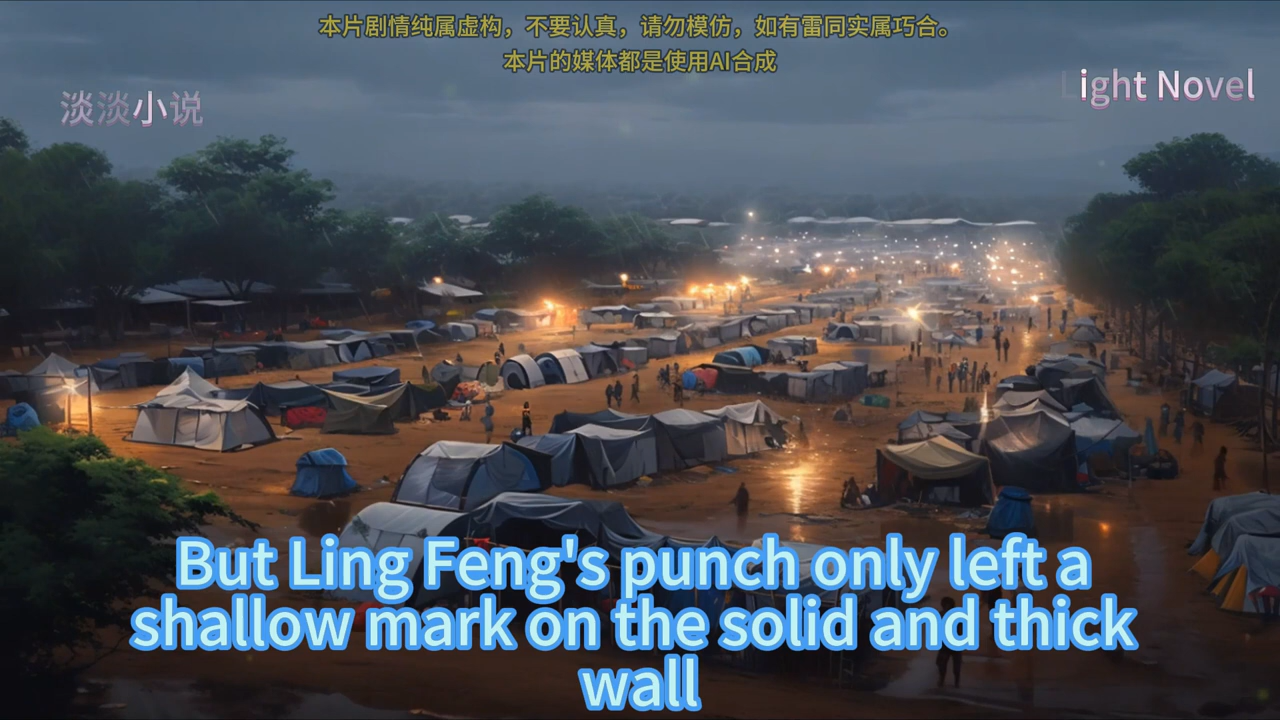 本片剧情纯属虚构，不要认真，请勿模仿，如有雷同实属巧合。
本片的媒体都是使用AI合成
淡淡小说
Light Novel
But Ling Feng's punch only left a
shallow mark on the solid and thick
wall